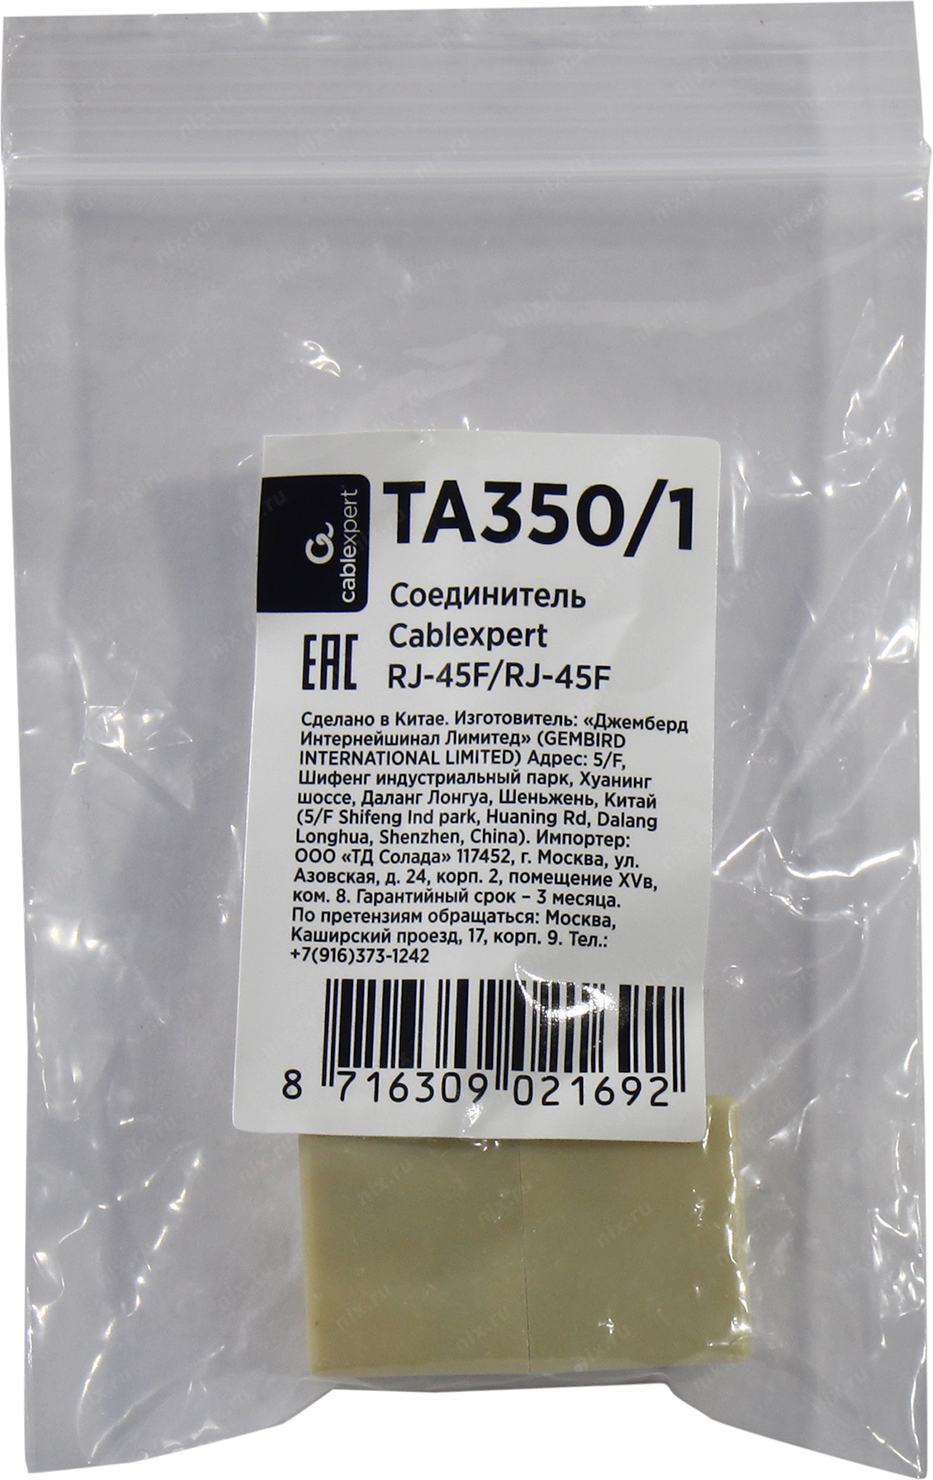 cablexpert
TA350/1
Соединитель
Cablexpert
RJ-45F/RJ-45F
EAC
Сделано в Китае. Изготовитель: «Джемберд
Интернейшинал Лимитед» (GEMBIRD
INTERNATIONAL LIMITED) Адрес: 5/F,
Шифенг индустриальный парк, Хуанинг
шоссе, Даланг Лонгуа, Шеньжень, Китай
(5/F Shifeng Ind park, Huaning Rd, Dalang
Longhua, Shenzhen, China). Импортер:
ООО «ТД Солада» 117452, г. Москва, ул.
Азовская, д. 24, корп. 2, помещение XVв,
ком. 8. Гарантийный срок – 3 месяца.
По претензиям обращаться: Москва,
Каширский проезд, 17, корп. 9. Тел.:
+7(916)373-1242
8 716309 021692
nix.ru